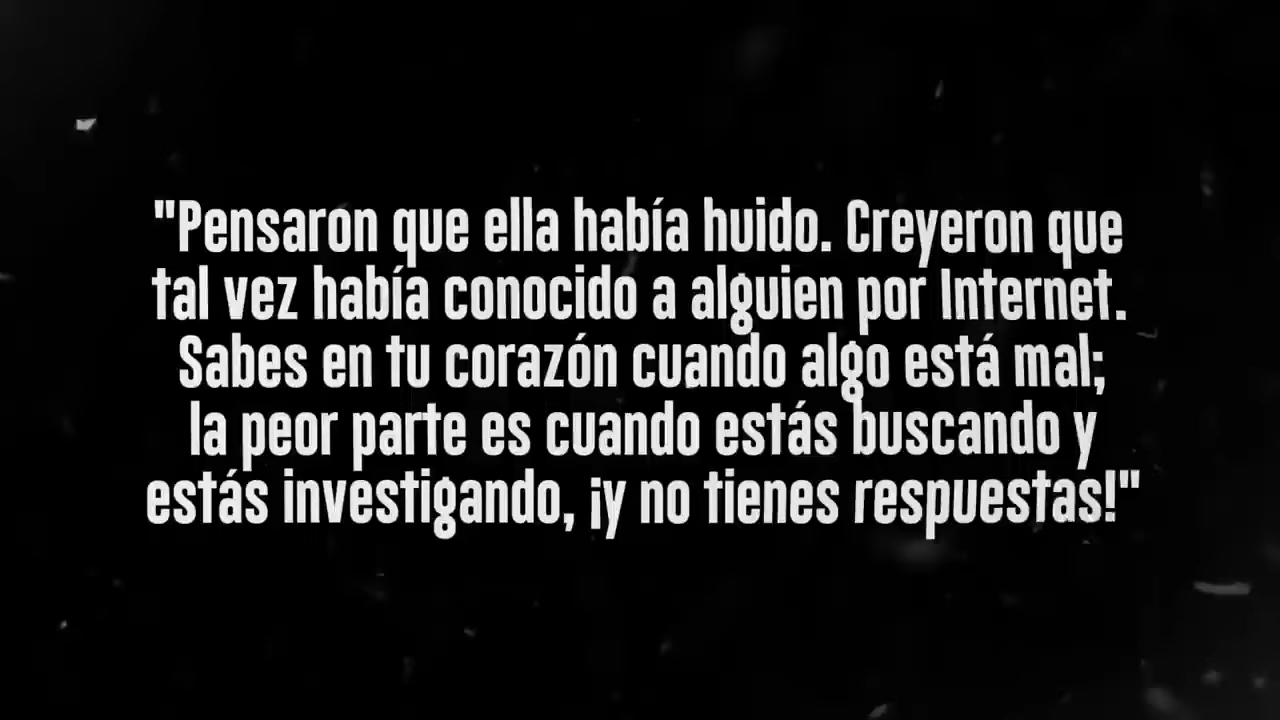 "Pensaron que ella había huido. Creyeron que
tal vez había conocido a alguien por Internet.
Sabes en tu corazón cuando algo está mal;
la peor parte es cuando estás buscando y
estás investigando, ¡y no tienes respuestas!"